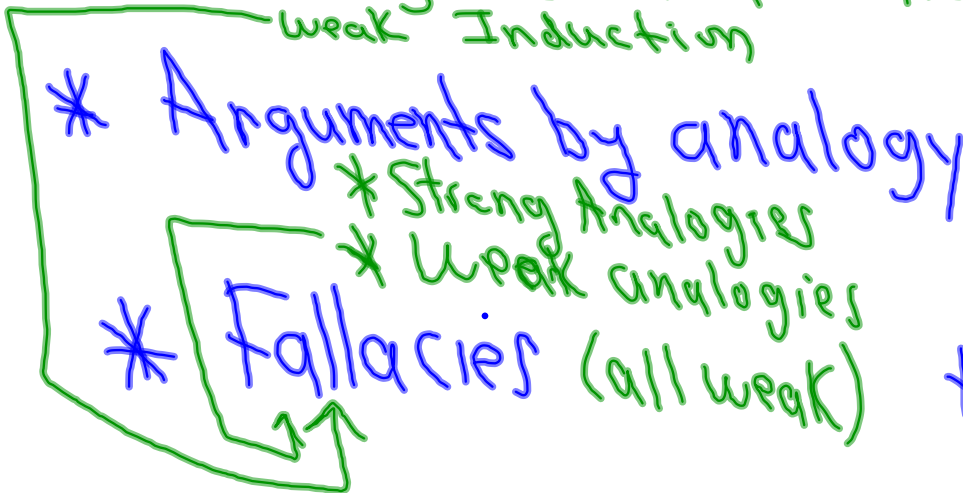 weak Induction
* Arguments by analogy
* Strong Analogies
* Weak analogies
* Fallacies (all weak)